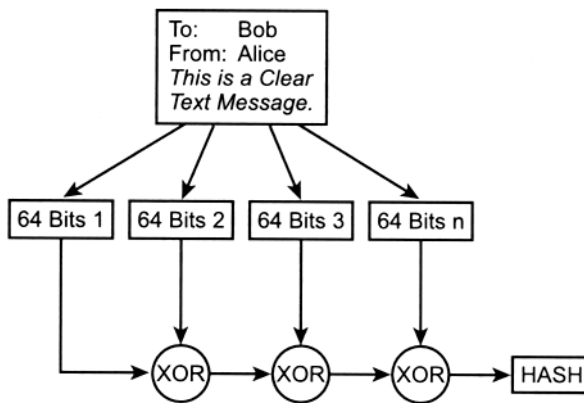 To: Bob
From: Alice
This is a Clear
Text Message.
64 Bits 1
64 Bits 2
64 Bits 3
64 Bits n
XOR
XOR
XOR
HASH